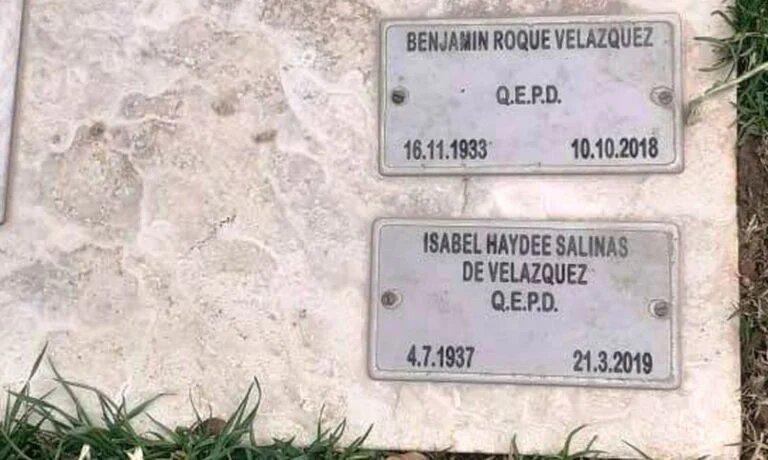 BENJAMIN ROQUE VELAZQUEZ
Q.E.P.D.
16.11.1933 10.10.2018
ISABEL HAYDEE SALINAS
DE VELAZQUEZ
Q.E.P.D.
4.7.1937 21.3.2019